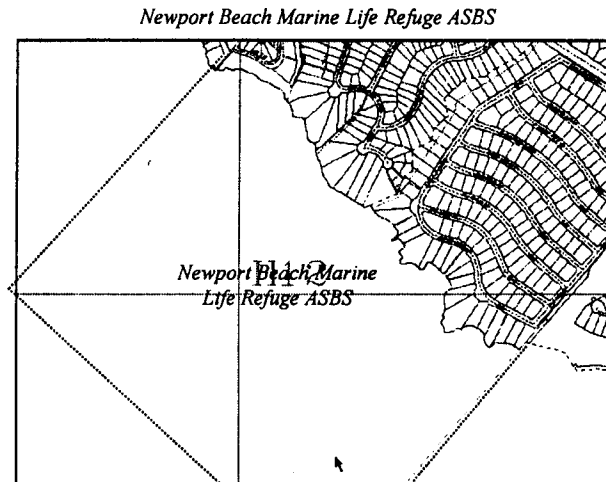 Newport Beach Marine Life Refuge ASBS
Newport Beach Marine
Life Refuge ASBS